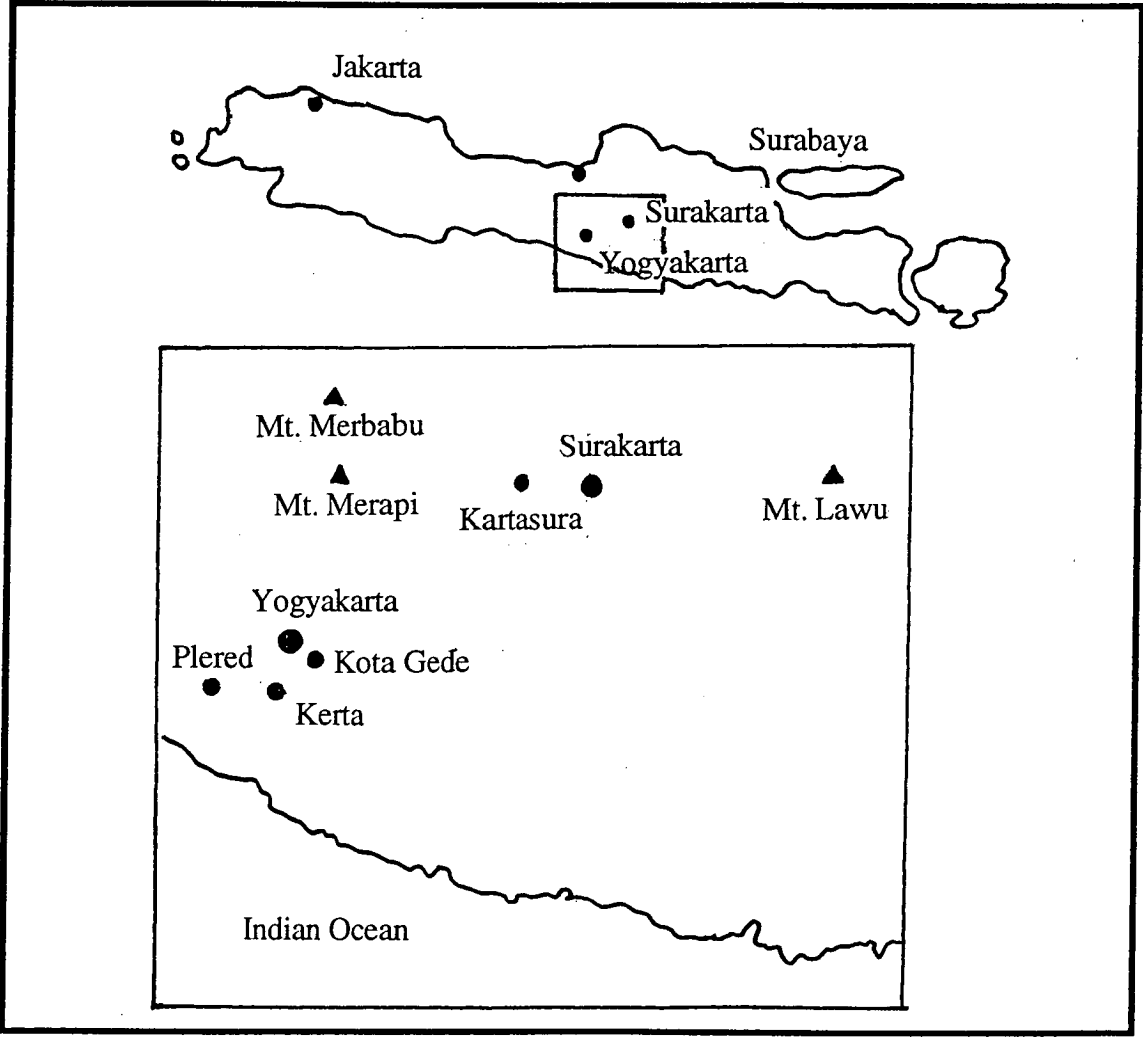 Jakarta
Surabaya
Surakarta
Yogyakarta
Mt. Merbabu
Surakarta
Mt. Merapi
Kartasura
Mt. Lawu
Yogyakarta
Plered
Kota Gede
Kerta
Indian Ocean